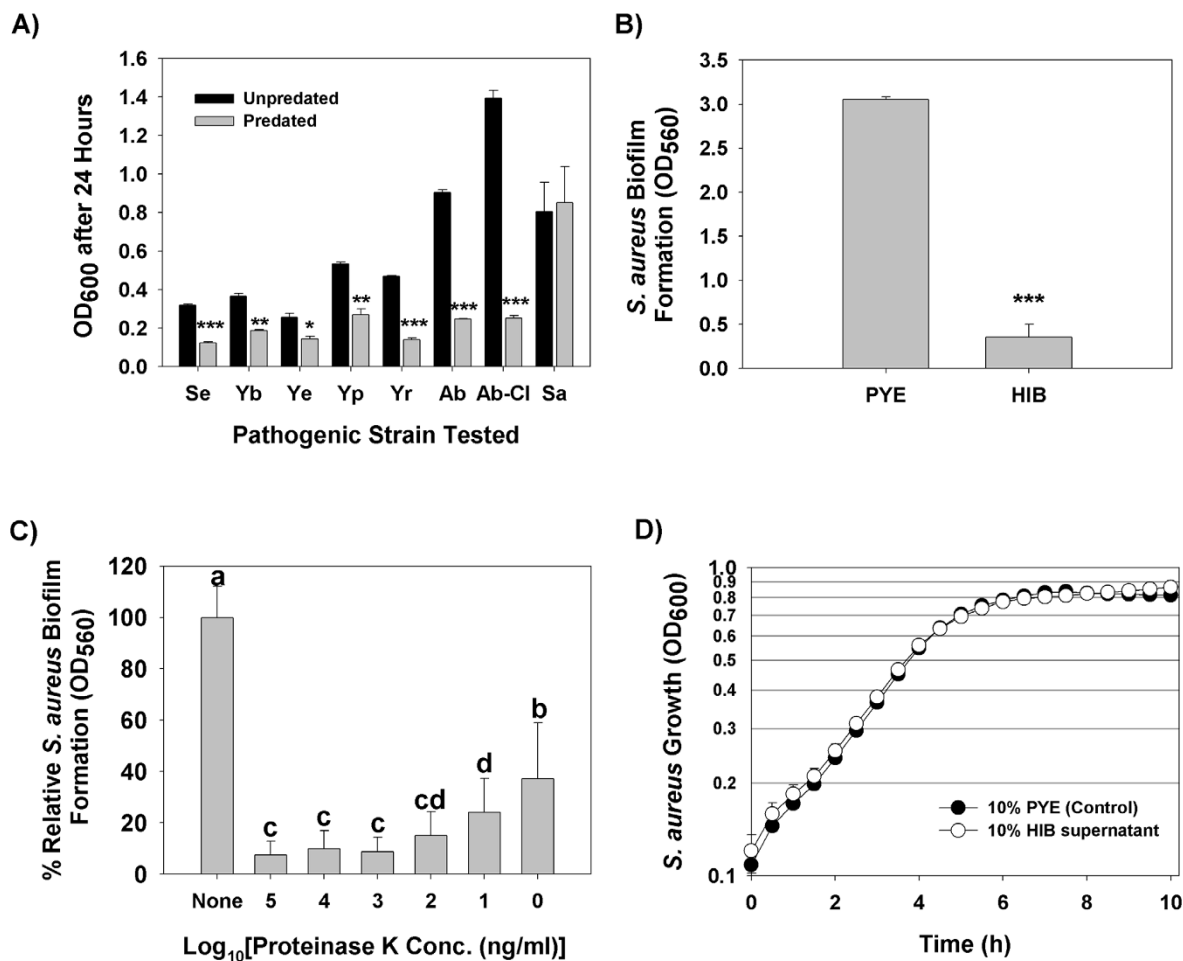 A)
OD600 after 24 Hours
1.6
1.4
1.2
1.0
0.8
0.6
0.4
0.2
0.0
Unpredated
Predated
*** ** * ** *** *** ***
Se Yb Ye Yp Yr Ab Ab-CI Sa
Pathogenic Strain Tested
B)
S. aureus Biofilm
Formation (OD560)
3.5
3.0
2.5
2.0
1.5
1.0
0.5
0.0
***
PYE HIB
C)
% Relative S. aureus Biofilm
Formation (OD560)
120
100
80
60
40
20
0
a c c c cd d b
None 5 4 3 2 1 0
Log10[Proteinase K Conc. (ng/ml)]
D)
S. aureus Growth (OD600)
1.0
0.9
0.8
0.7
0.6
0.5
0.4
0.3
0.2
0.1
10% PYE (Control)
10% HIB supernatant
0 2 4 6 8 10
Time (h)